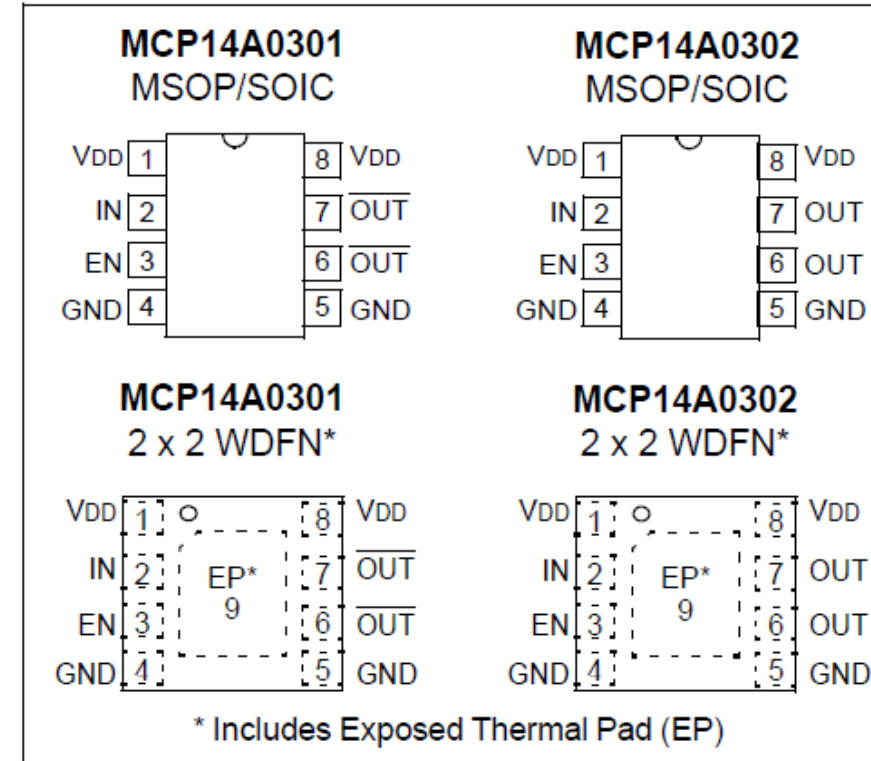 MCP14A0301
MSOP/SOIC
VDD 1 8 VDD
IN 2 7 O̅U̅T̅
EN 3 6 O̅U̅T̅
GND 4 5 GND
MCP14A0302
MSOP/SOIC
VDD 1 8 VDD
IN 2 7 OUT
EN 3 6 OUT
GND 4 5 GND
MCP14A0301
2 x 2 WDFN*
VDD 1 8 VDD
IN 2 7 O̅U̅T̅
EP*
9
EN 3 6 O̅U̅T̅
GND 4 5 GND
MCP14A0302
2 x 2 WDFN*
VDD 1 8 VDD
IN 2 7 OUT
EP*
9
EN 3 6 OUT
GND 4 5 GND
* Includes Exposed Thermal Pad (EP)